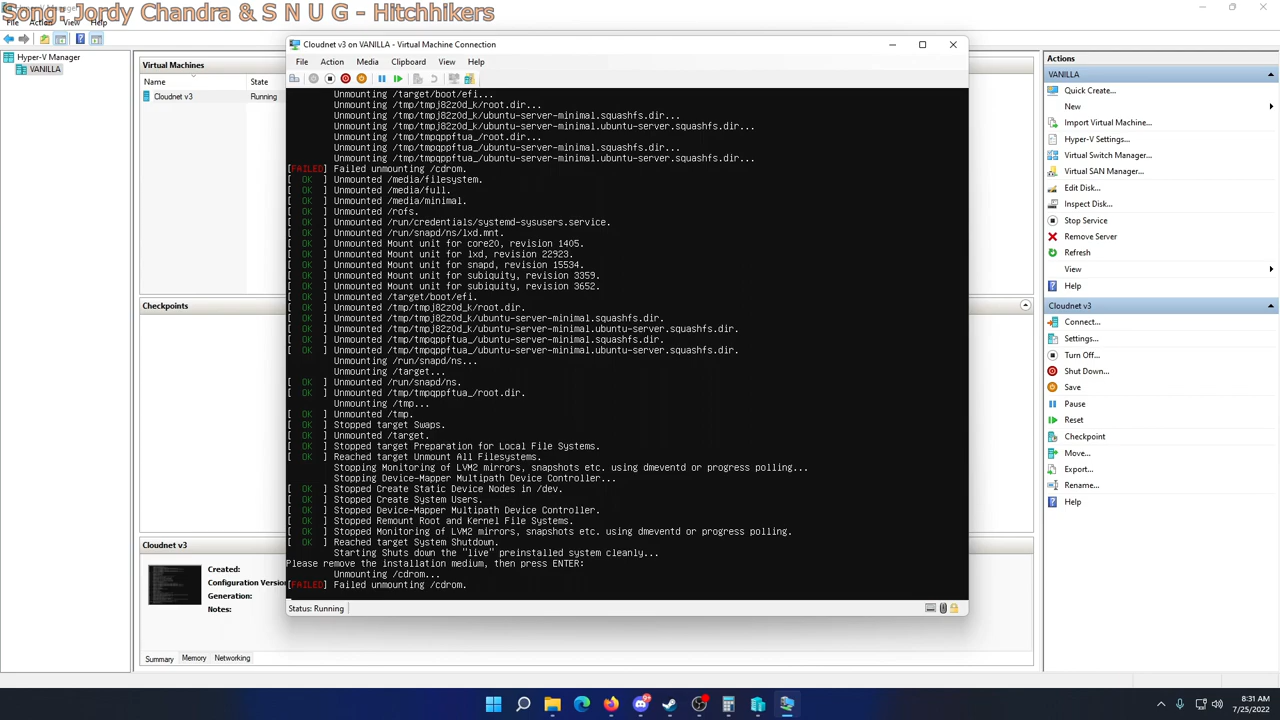 Song: Jordy Chandra & S N U G - Hitchhikers
File Action View Help
Hyper-V Manager
VANILLA
Virtual Machines
Name State
Cloudnet v3 Running
Checkpoints
Cloudnet v3
Created:
Configuration Version
Generation:
Notes:
Summary Memory Networking
Cloudnet v3 on VANILLA - Virtual Machine Connection
File Action Media Clipboard View Help
Unmounting /target/boot/efi...
Unmounting /tmp/tmpj82z0d_k/root.dir...
Unmounting /tmp/tmpj82z0d_k/ubuntu-server-minimal.squashfs.dir...
Unmounting /tmp/tmpj82z0d_k/ubuntu-server-minimal.ubuntu-server.squashfs.dir...
Unmounting /tmp/tmpqppftua_/root.dir...
Unmounting /tmp/tmpqppftua_/ubuntu-server-minimal.squashfs.dir...
Unmounting /tmp/tmpqppftua_/ubuntu-server-minimal.ubuntu-server.squashfs.dir...
[FAILED] Failed unmounting /cdrom.
[  OK  ] Unmounted /media/filesystem.
[  OK  ] Unmounted /media/full.
[  OK  ] Unmounted /media/minimal.
[  OK  ] Unmounted /rofs.
[  OK  ] Unmounted /run/credentials/systemd-sysusers.service.
[  OK  ] Unmounted /run/snapd/ns/lxd.mnt.
[  OK  ] Unmounted Mount unit for core20, revision 1405.
[  OK  ] Unmounted Mount unit for lxd, revision 22923.
[  OK  ] Unmounted Mount unit for snapd, revision 15534.
[  OK  ] Unmounted Mount unit for subiquity, revision 3359.
[  OK  ] Unmounted Mount unit for subiquity, revision 3652.
[  OK  ] Unmounted /target/boot/efi.
[  OK  ] Unmounted /tmp/tmpj82z0d_k/root.dir.
[  OK  ] Unmounted /tmp/tmpj82z0d_k/ubuntu-server-minimal.squashfs.dir.
[  OK  ] Unmounted /tmp/tmpj82z0d_k/ubuntu-server-minimal.ubuntu-server.squashfs.dir.
[  OK  ] Unmounted /tmp/tmpqppftua_/ubuntu-server-minimal.squashfs.dir.
[  OK  ] Unmounted /tmp/tmpqppftua_/ubuntu-server-minimal.ubuntu-server.squashfs.dir.
Unmounting /run/snapd/ns...
Unmounting /target...
[  OK  ] Unmounted /run/snapd/ns.
[  OK  ] Unmounted /tmp/tmpqppftua_/root.dir.
Unmounting /tmp...
[  OK  ] Unmounted /tmp.
[  OK  ] Stopped target Swaps.
[  OK  ] Unmounted /target.
[  OK  ] Stopped target Preparation for Local File Systems.
[  OK  ] Reached target Unmount All Filesystems.
Stopping Monitoring of LVM2 mirrors, snapshots etc. using dmeventd or progress polling...
Stopping Device-Mapper Multipath Device Controller...
[  OK  ] Stopped Create Static Device Nodes in /dev.
[  OK  ] Stopped Create System Users.
[  OK  ] Stopped Device-Mapper Multipath Device Controller.
[  OK  ] Stopped Remount Root and Kernel File Systems.
[  OK  ] Stopped Monitoring of LVM2 mirrors, snapshots etc. using dmeventd or progress polling.
[  OK  ] Reached target System Shutdown.
Starting Shuts down the "live" preinstalled system cleanly...
Please remove the installation medium, then press ENTER:
Unmounting /cdrom...
[FAILED] Failed unmounting /cdrom.
Status: Running
Actions
VANILLA
Quick Create...
New
Import Virtual Machine...
Hyper-V Settings...
Virtual Switch Manager...
Virtual SAN Manager...
Edit Disk...
Inspect Disk...
Stop Service
Remove Server
Refresh
View
Help
Cloudnet v3
Connect...
Settings...
Turn Off...
Shut Down...
Save
Pause
Reset
Checkpoint
Move...
Export...
Rename...
Help
8:31 AM
7/25/2022